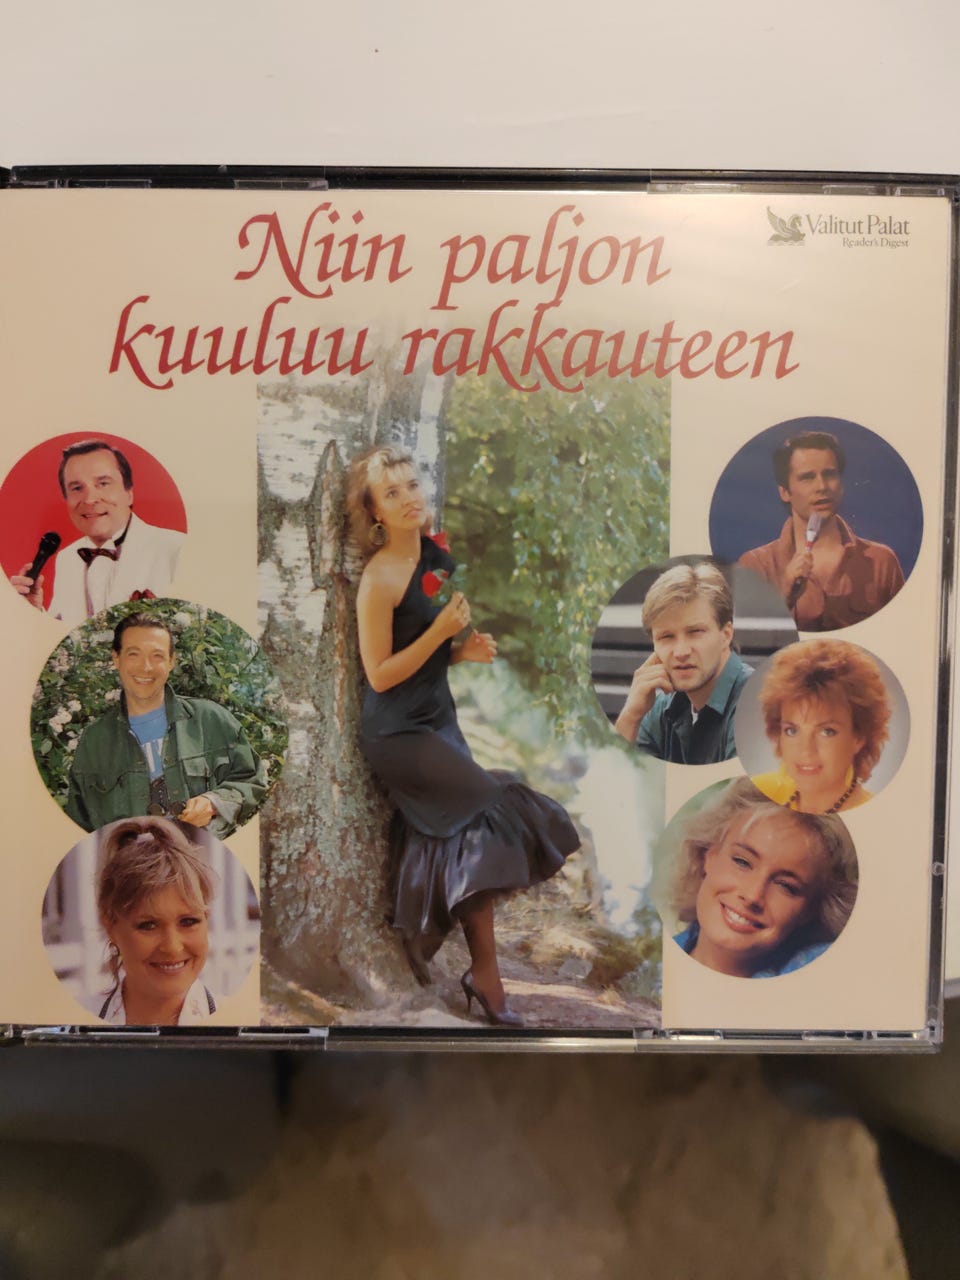 Niin paljon
kuuluu rakkauteen
Valitut Palat
Reader's Digest